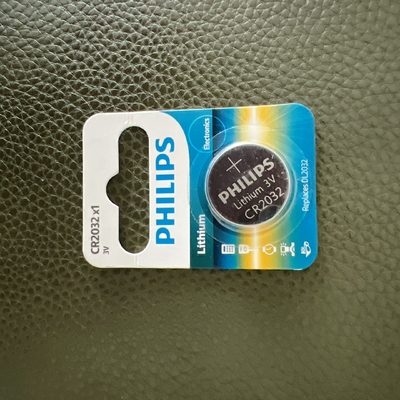 CR2032 x1
3V
PHILIPS
Lithium
Electronics
+
PHILIPS
Lithium 3V
CR2032
Replaces DL2032